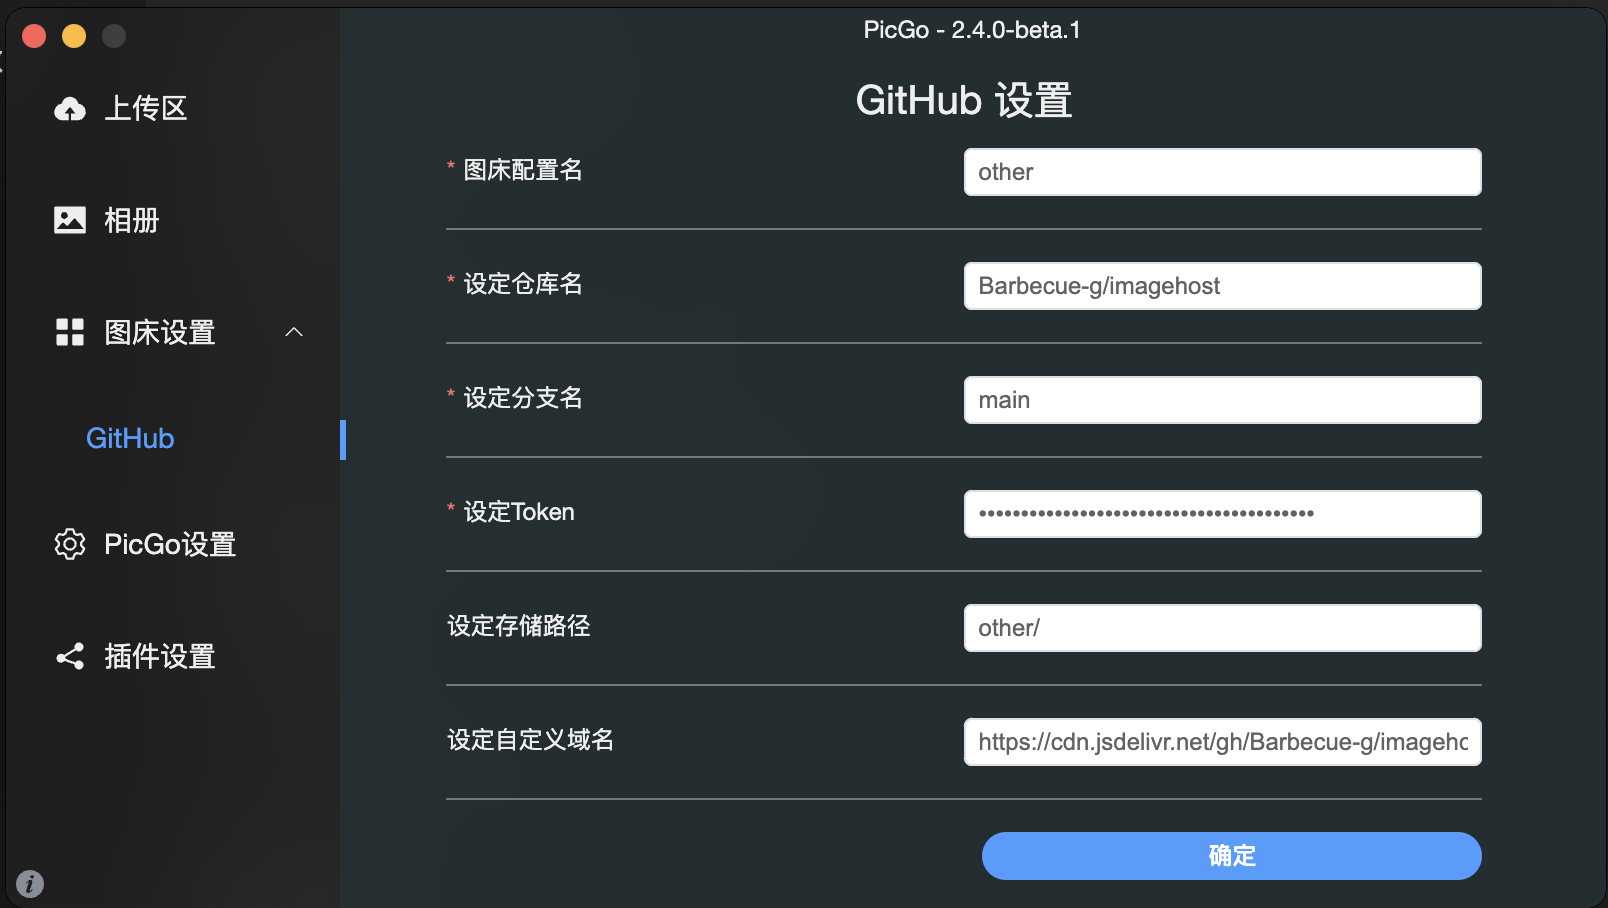 PicGo - 2.4.0-beta.1
上传区
相册
图床设置
GitHub
PicGo设置
插件设置
GitHub 设置
* 图床配置名
other
* 设定仓库名
Barbecue-g/imagehost
* 设定分支名
main
* 设定Token
••••••••••••••••••••••••••••••••••••••••
设定存储路径
other/
设定自定义域名
https://cdn.jsdelivr.net/gh/Barbecue-g/imageho
确定